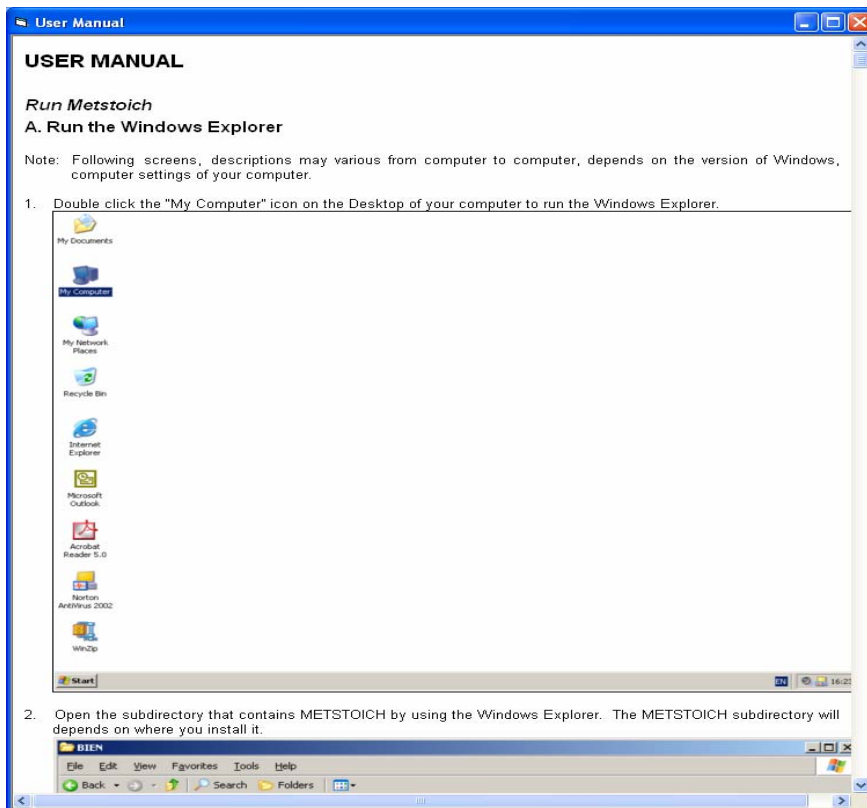 User Manual
USER MANUAL
Run Metstoich
A. Run the Windows Explorer
Note: Following screens, descriptions may various from computer to computer, depends on the version of Windows,
computer settings of your computer.
1. Double click the "My Computer" icon on the Desktop of your computer to run the Windows Explorer.
My Documents
My Computer
My Network
Places
Recycle Bin
Internet
Explorer
Microsoft
Outlook
Acrobat
Reader 5.0
Norton
AntiVirus 2002
WinZip
Start
EN
16:2
2. Open the subdirectory that contains METSTOICH by using the Windows Explorer. The METSTOICH subdirectory will
depends on where you install it.
BIEN
File Edit View Favorites Tools Help
Back Search Folders